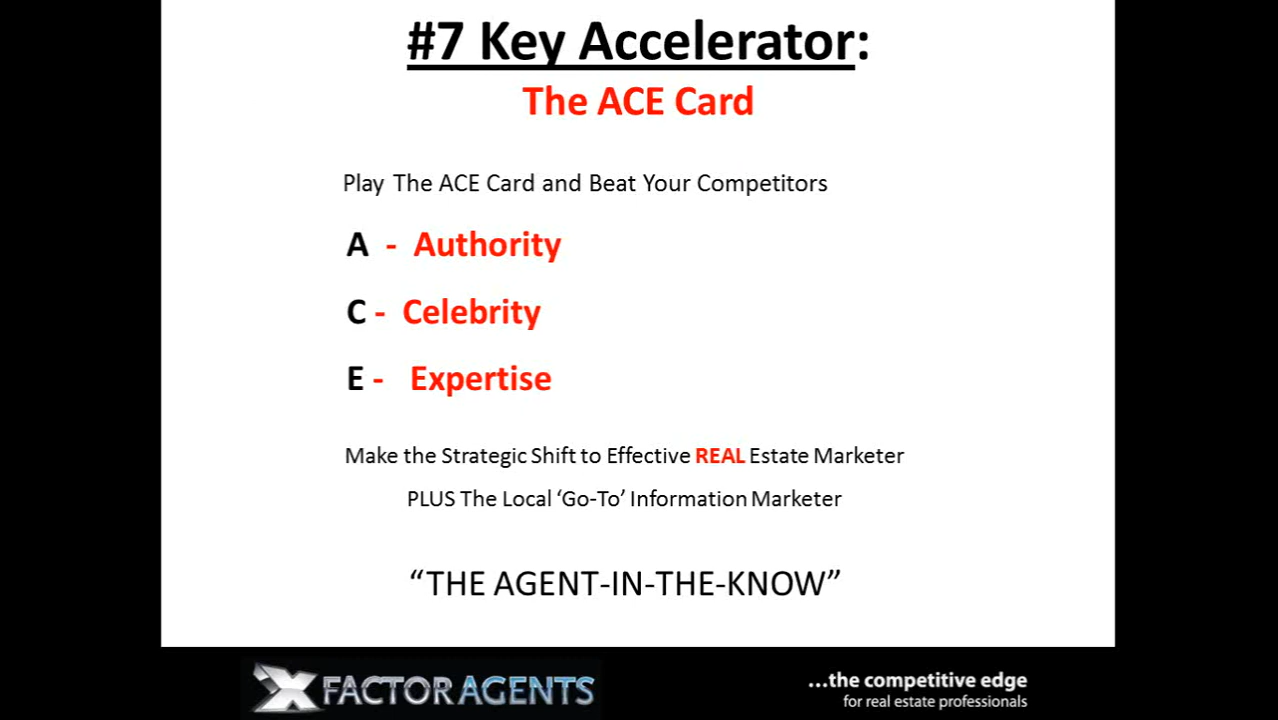 #7 Key Accelerator:
The ACE Card
Play The ACE Card and Beat Your Competitors
A - Authority
C - Celebrity
E - Expertise
Make the Strategic Shift to Effective REAL Estate Marketer
PLUS The Local ‘Go-To’ Information Marketer
“THE AGENT-IN-THE-KNOW”
X FACTOR AGENTS
...the competitive edge
for real estate professionals